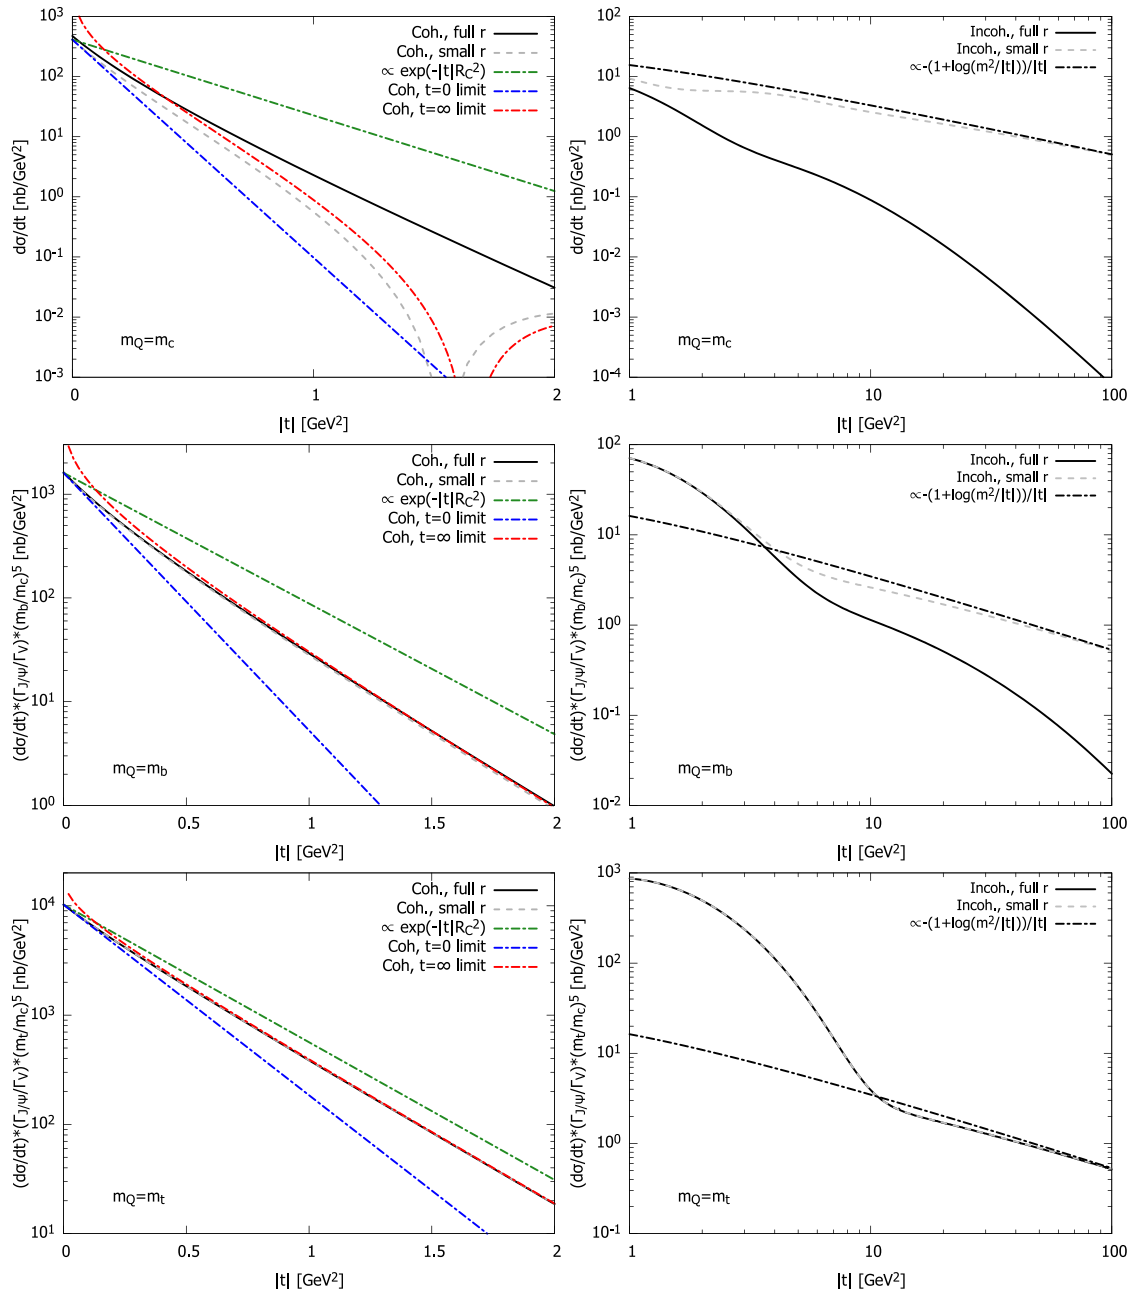 dσ/dt [nb/GeV²]
10³
10²
10¹
10⁰
10⁻¹
10⁻²
10⁻³
Coh., full r
Coh., small r
∝ exp(-|t|R_C²)
Coh, t=0 limit
Coh, t=∞ limit
m_Q=m_c
0 1 2
|t| [GeV²]
dσ/dt [nb/GeV²]
10²
10¹
10⁰
10⁻¹
10⁻²
10⁻³
10⁻⁴
Incoh., full r
Incoh., small r
∝-(1+log(m²/|t|))/|t|
m_Q=m_c
1 10 100
|t| [GeV²]
(dσ/dt)*(Γ_J/ψ/Γ_V)*(m_b/m_c)⁵ [nb/GeV²]
10³
10²
10¹
10⁰
Coh., full r
Coh., small r
∝ exp(-|t|R_C²)
Coh, t=0 limit
Coh, t=∞ limit
m_Q=m_b
0 0.5 1 1.5 2
|t| [GeV²]
(dσ/dt)*(Γ_J/ψ/Γ_V)*(m_b/m_c)⁵ [nb/GeV²]
10²
10¹
10⁰
10⁻¹
10⁻²
Incoh., full r
Incoh., small r
∝-(1+log(m²/|t|))/|t|
m_Q=m_b
1 10 100
|t| [GeV²]
(dσ/dt)*(Γ_J/ψ/Γ_V)*(m_t/m_c)⁵ [nb/GeV²]
10⁴
10³
10²
10¹
Coh., full r
Coh., small r
∝ exp(-|t|R_C²)
Coh, t=0 limit
Coh, t=∞ limit
m_Q=m_t
0 0.5 1 1.5 2
|t| [GeV²]
(dσ/dt)*(Γ_J/ψ/Γ_V)*(m_t/m_c)⁵ [nb/GeV²]
10³
10²
10¹
10⁰
10⁻¹
Incoh., full r
Incoh., small r
∝-(1+log(m²/|t|))/|t|
m_Q=m_t
1 10 100
|t| [GeV²]